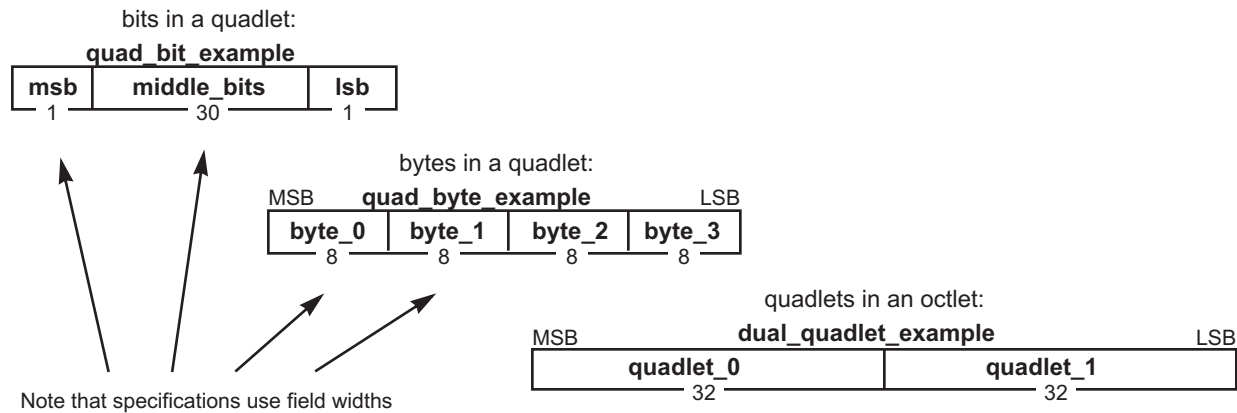 bits in a quadlet:
quad_bit_example
msb middle_bits lsb
1 30 1
bytes in a quadlet:
MSB quad_byte_example LSB
byte_0 byte_1 byte_2 byte_3
8 8 8 8
quadlets in an octlet:
MSB dual_quadlet_example LSB
quadlet_0 quadlet_1
32 32
Note that specifications use field widths